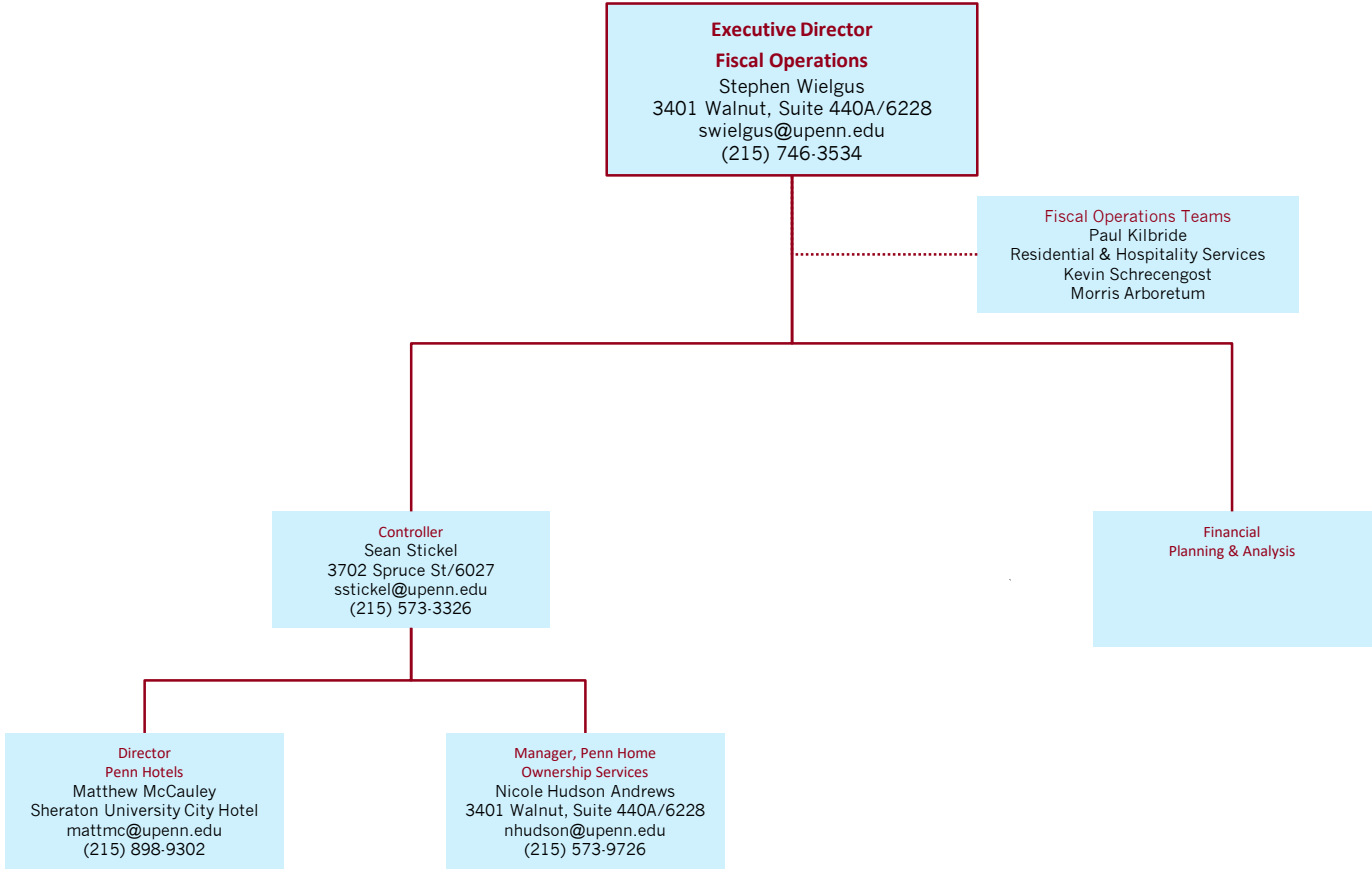 Executive Director
Fiscal Operations
Stephen Wielgus
3401 Walnut, Suite 440A/6228
swielgus@upenn.edu
(215) 746-3534
Fiscal Operations Teams
Paul Kilbride
Residential & Hospitality Services
Kevin Schrecengost
Morris Arboretum
Controller
Sean Stickel
3702 Spruce St/6027
sstickel@upenn.edu
(215) 573-3326
Financial
Planning & Analysis
Director
Penn Hotels
Matthew McCauley
Sheraton University City Hotel
mattmc@upenn.edu
(215) 898-9302
Manager, Penn Home
Ownership Services
Nicole Hudson Andrews
3401 Walnut, Suite 440A/6228
nhudson@upenn.edu
(215) 573-9726